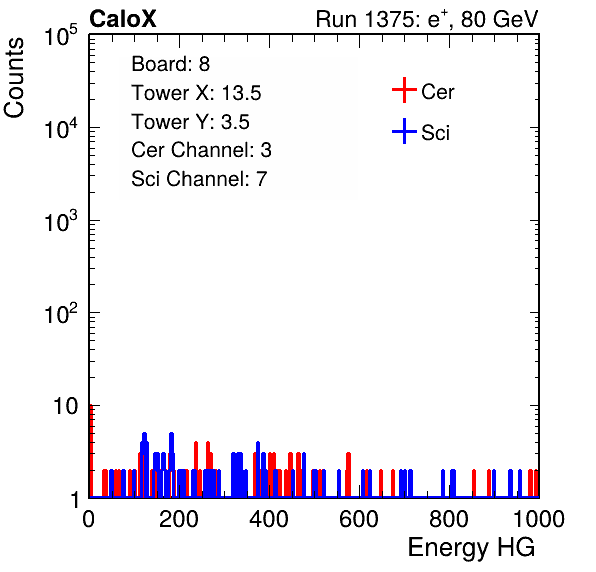 CaloX Run 1375: e⁺, 80 GeV
Counts
10⁵
10⁴
10³
10²
10
1
Board: 8
Tower X: 13.5
Tower Y: 3.5
Cer Channel: 3
Sci Channel: 7
Cer
Sci
0 200 400 600 800 1000
Energy HG